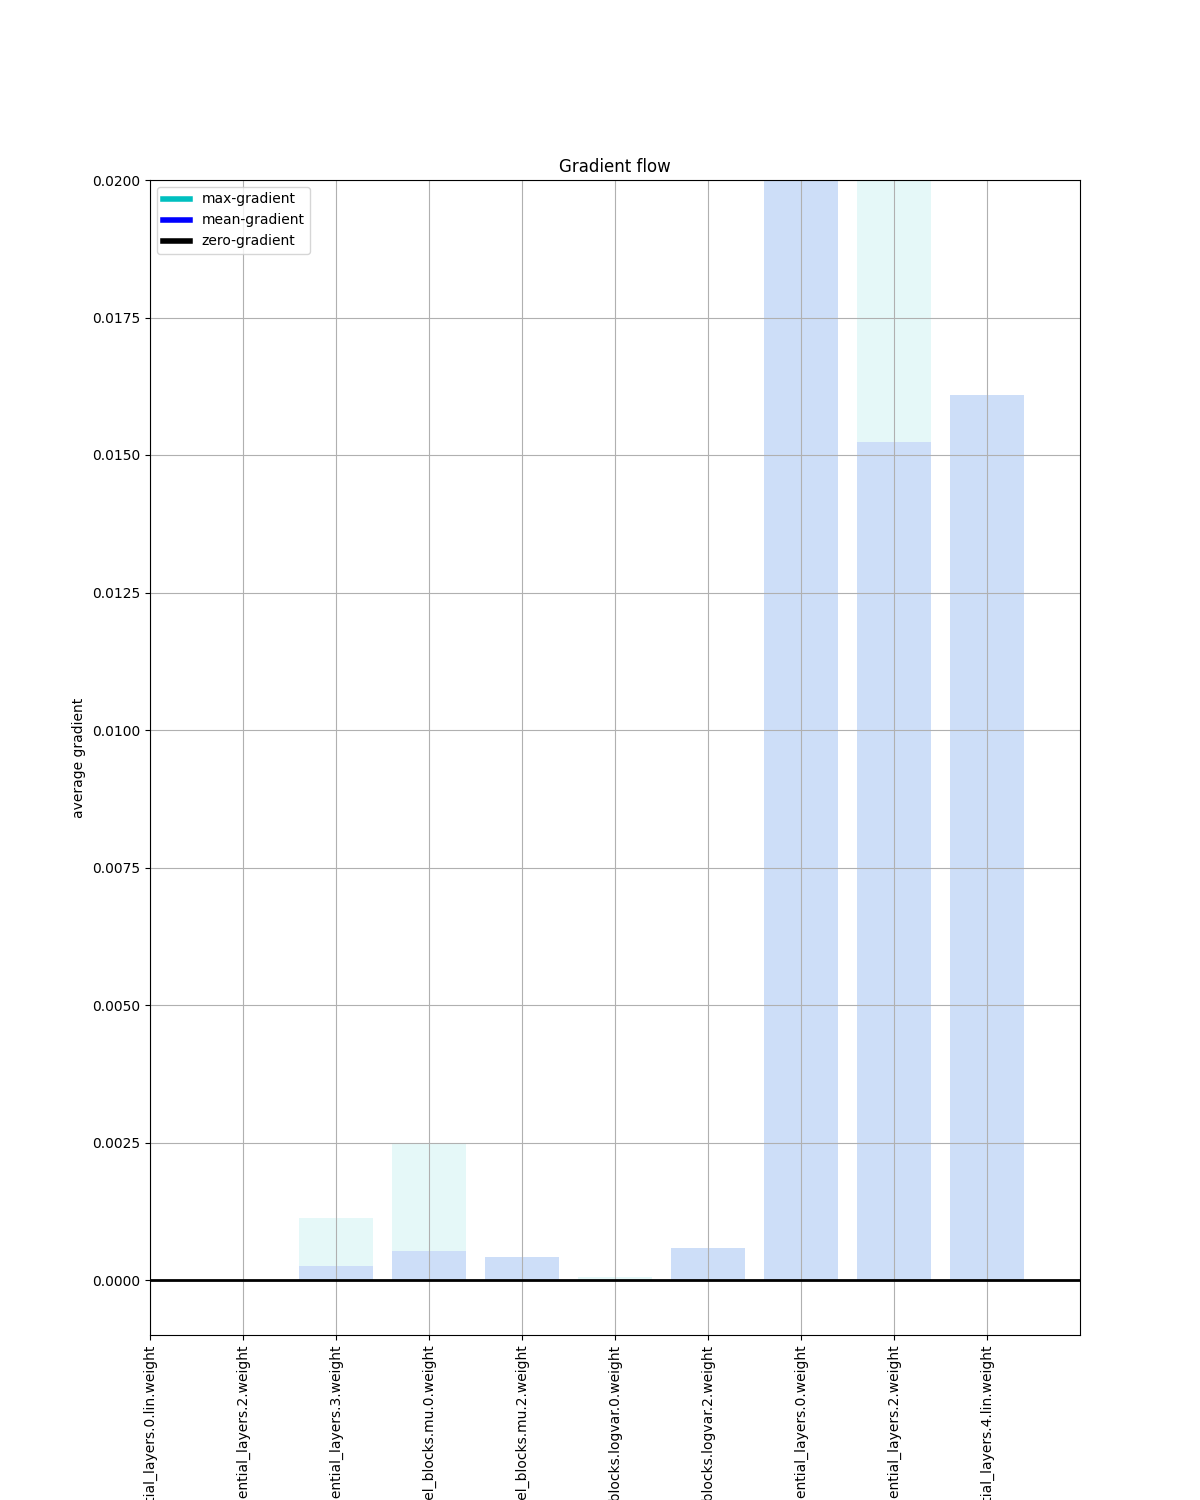 Gradient flow
max-gradient
mean-gradient
zero-gradient
average gradient
0.0200
0.0175
0.0150
0.0125
0.0100
0.0075
0.0050
0.0025
0.0000
tial_layers.0.lin.weight
ential_layers.2.weight
ential_layers.3.weight
el_blocks.mu.0.weight
el_blocks.mu.2.weight
blocks.logvar.0.weight
blocks.logvar.2.weight
ential_layers.0.weight
ential_layers.2.weight
tial_layers.4.lin.weight